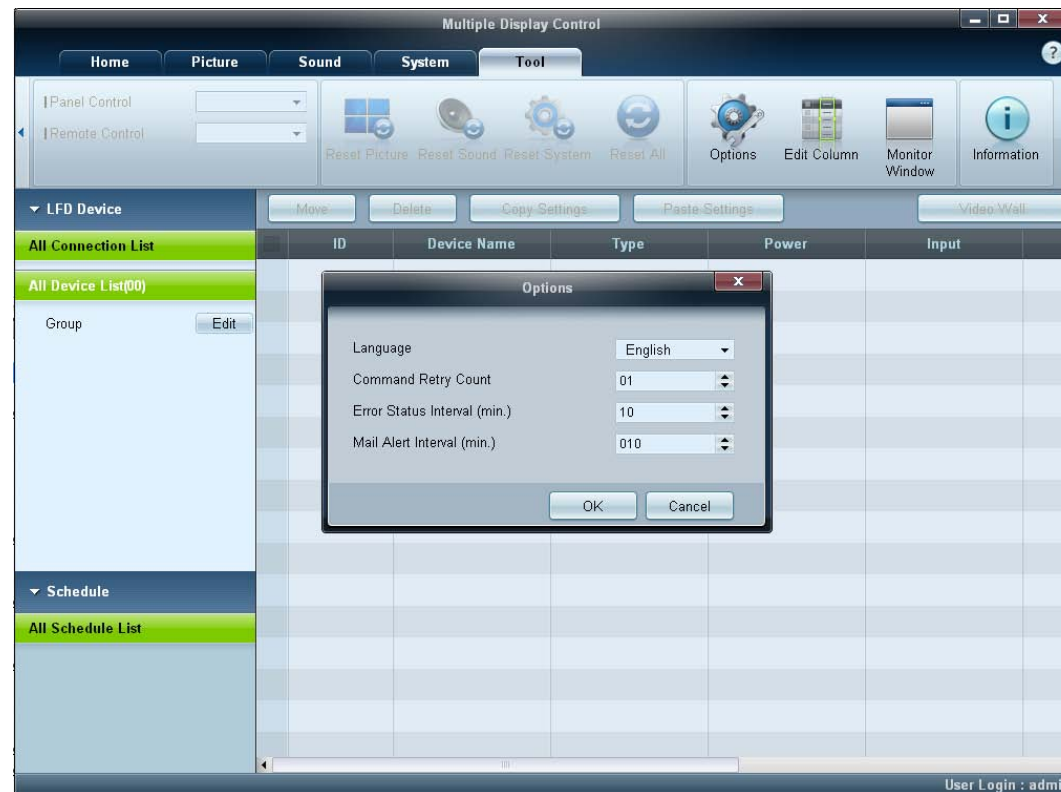 Multiple Display Control
Home Picture Sound System Tool
Panel Control
Remote Control
Reset Picture Reset Sound Reset System Reset All
Options Edit Column Monitor Window Information
LFD Device
Move Delete Copy Settings Paste Settings Video Wall
All Connection List
ID Device Name Type Power Input
All Device List(00)
Group Edit
Options
Language English
Command Retry Count 01
Error Status Interval (min.) 10
Mail Alert Interval (min.) 010
OK Cancel
Schedule
All Schedule List
User Login : admi